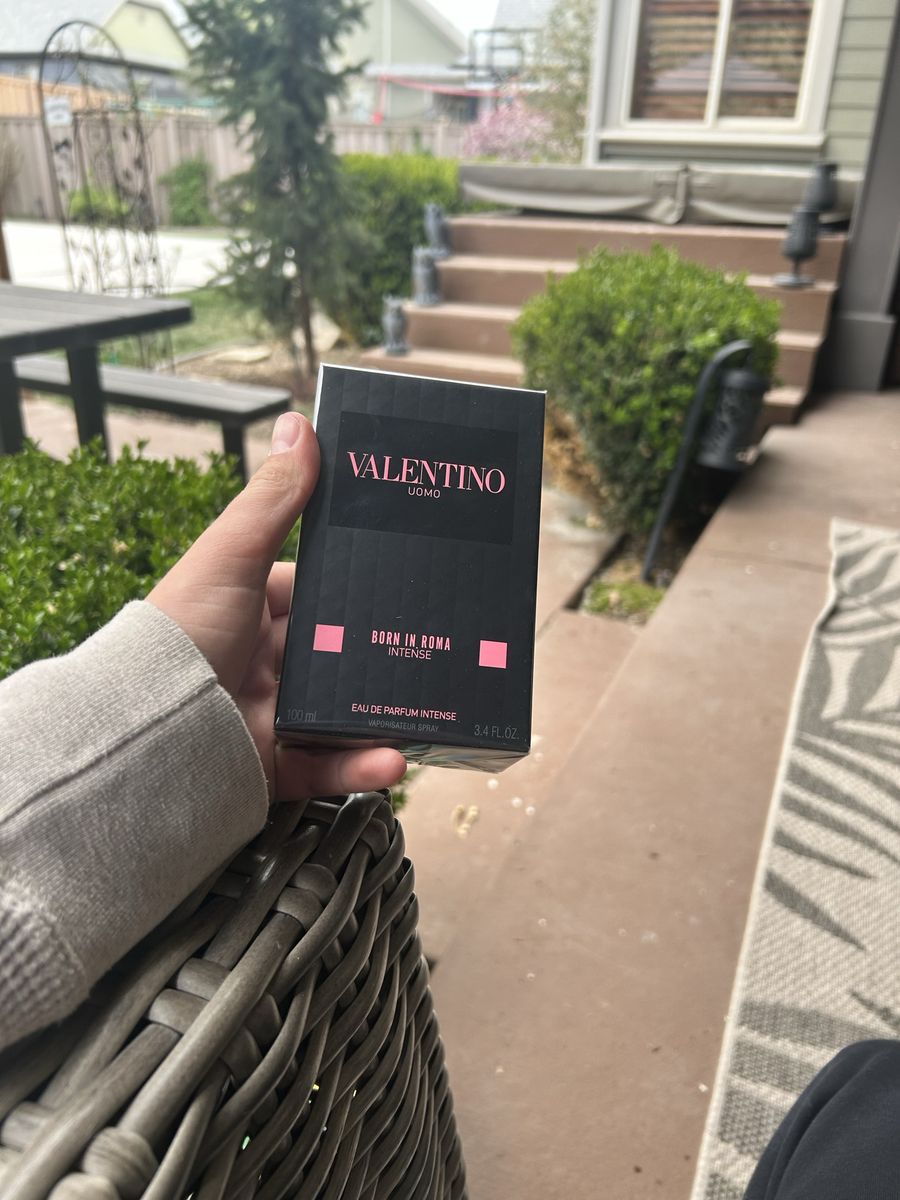 VALENTINO
UOMO
BORN IN ROMA
INTENSE
EAU DE PARFUM INTENSE
100 ml VAPORISATEUR SPRAY 3.4 FL.OZ.